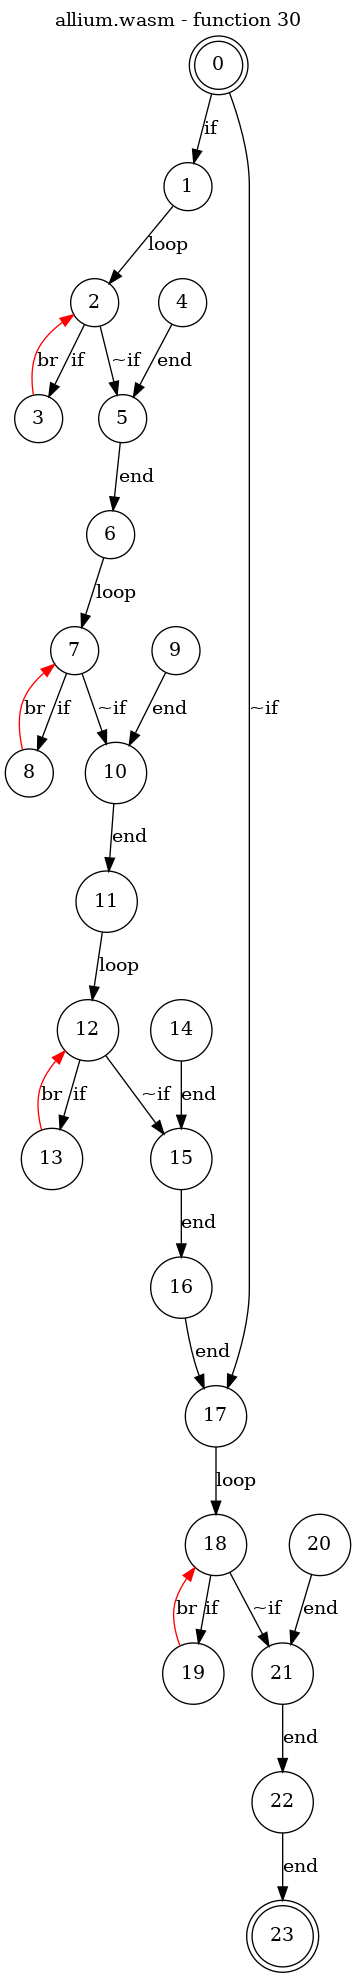 allium.wasm - function 30
0
if
1
loop
2 4
br if ~if end
3 5
end
6
loop
7 9
~if
br if ~if end
8 10
end
11
loop
12 14
br if ~if end
13 15
end
16
end
17
loop
18 20
br if ~if end
19 21
end
22
end
23